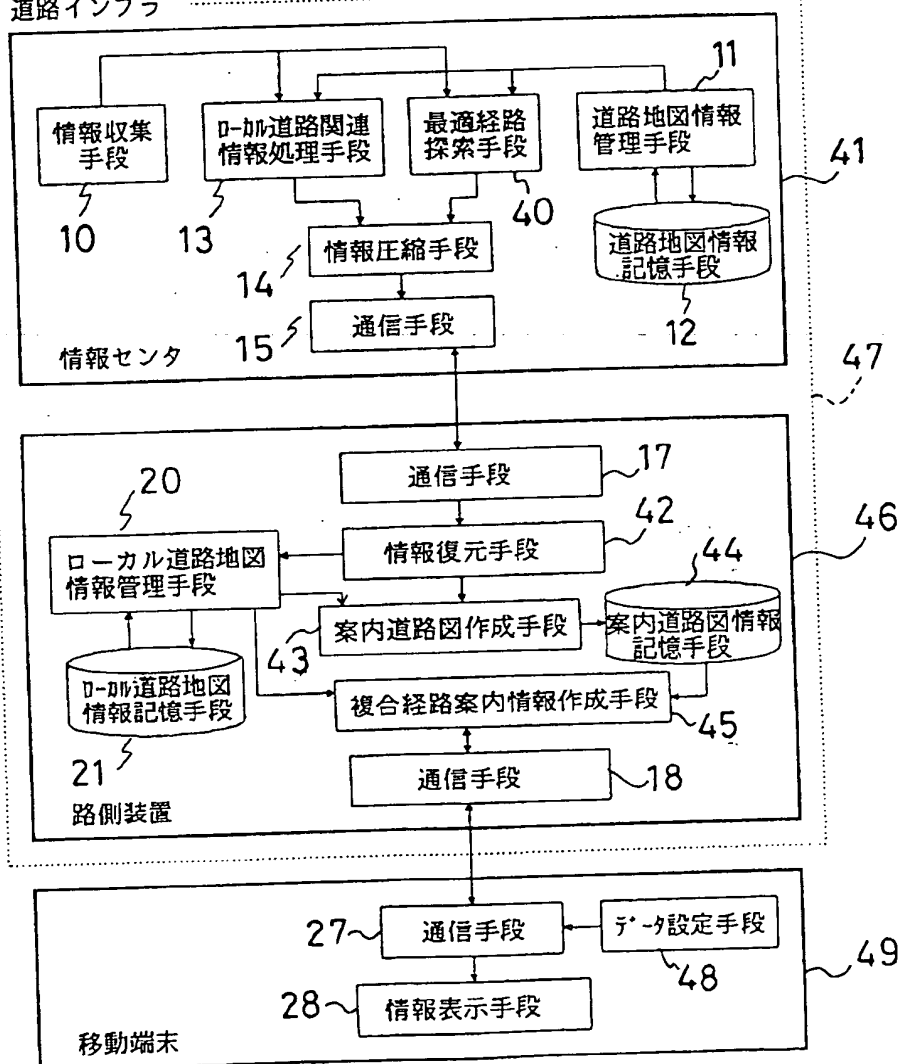 道路インフラ
11
情報収集
手段
ローカル道路関連
情報処理手段
最適経路
探索手段
道路地図情報
管理手段
41
10
13
40
道路地図情報
記憶手段
情報圧縮手段
14
12
通信手段
15
情報センタ
47
通信手段
17
20
情報復元手段
42
46
ローカル道路地図
情報管理手段
44
案内道路図作成手段
43
案内道路図情報
記憶手段
ローカル道路地図
情報記憶手段
複合経路案内情報作成手段
45
21
通信手段
18
路側装置
27
通信手段
データ設定手段
48
49
28
情報表示手段
移動端末